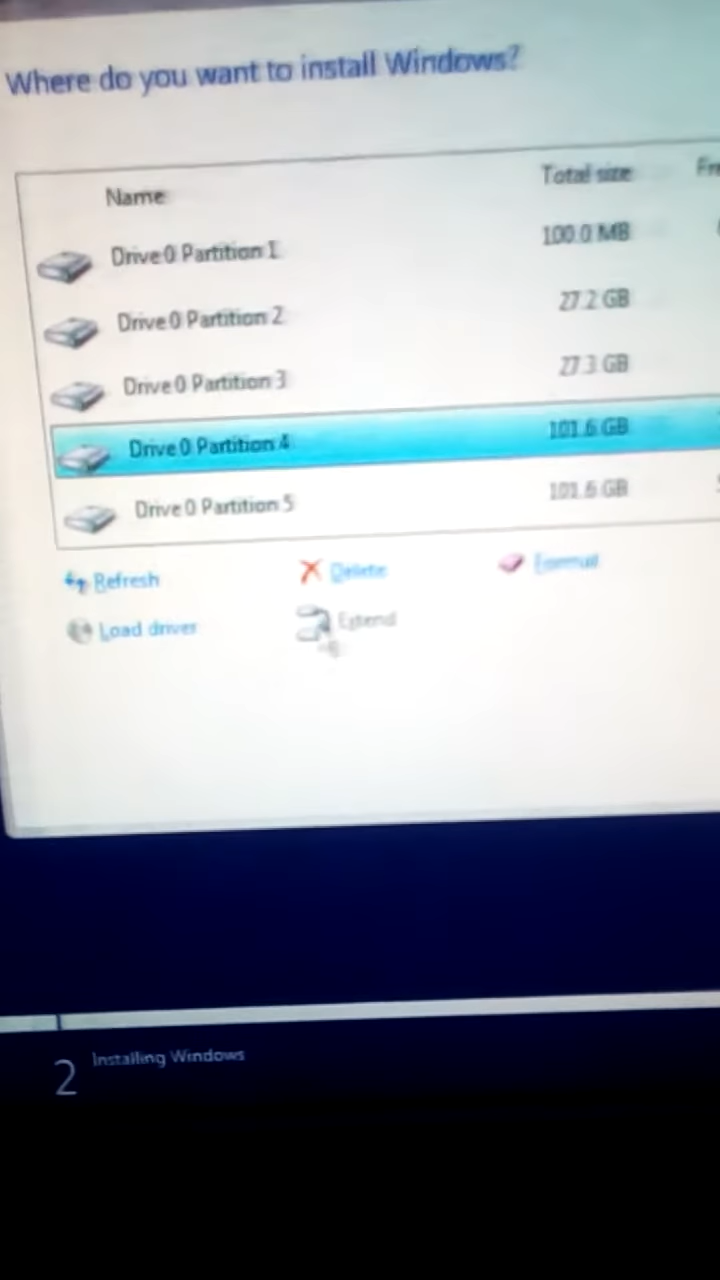 Where do you want to install Windows?
Name Total size Fre
Drive 0 Partition 1 100.0 MB
Drive 0 Partition 2 27.2 GB
Drive 0 Partition 3 27.3 GB
Drive 0 Partition 4 101.6 GB
Drive 0 Partition 5 101.6 GB
Refresh Delete Format
Load driver Extend
2 Installing Windows